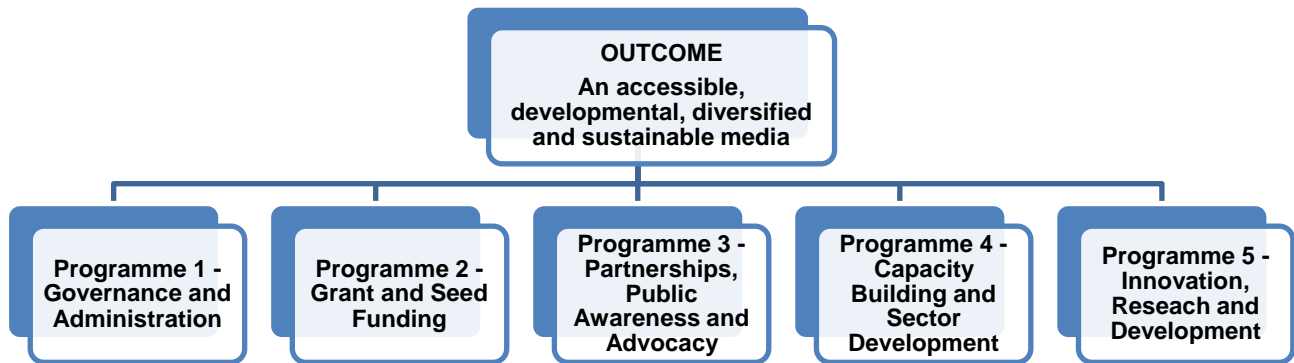 OUTCOME
An accessible,
developmental, diversified
and sustainable media
Programme 1 -
Governance and
Administration
Programme 2 -
Grant and Seed
Funding
Programme 3 -
Partnerships,
Public
Awareness and
Advocacy
Programme 4 -
Capacity
Building and
Sector
Development
Programme 5 -
Innovation,
Reseach and
Development